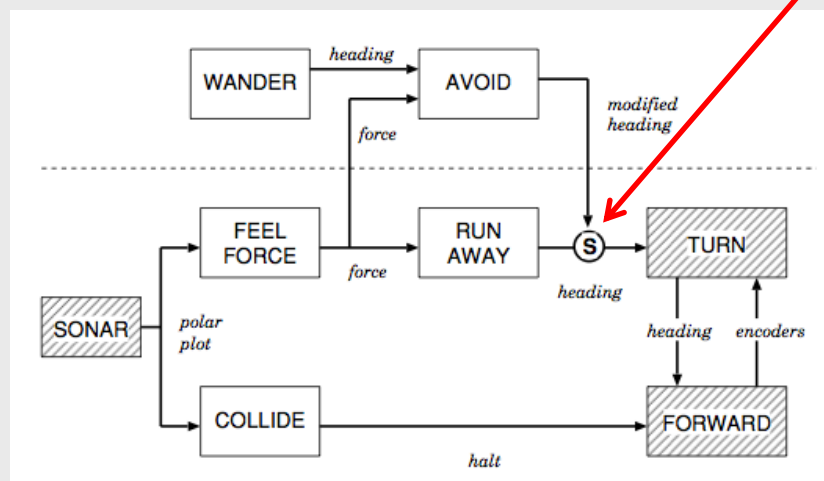 heading
WANDER
AVOID
modified
heading
force
FEEL
FORCE
RUN
AWAY
S
TURN
force
heading
SONAR
polar
plot
heading
encoders
COLLIDE
FORWARD
halt